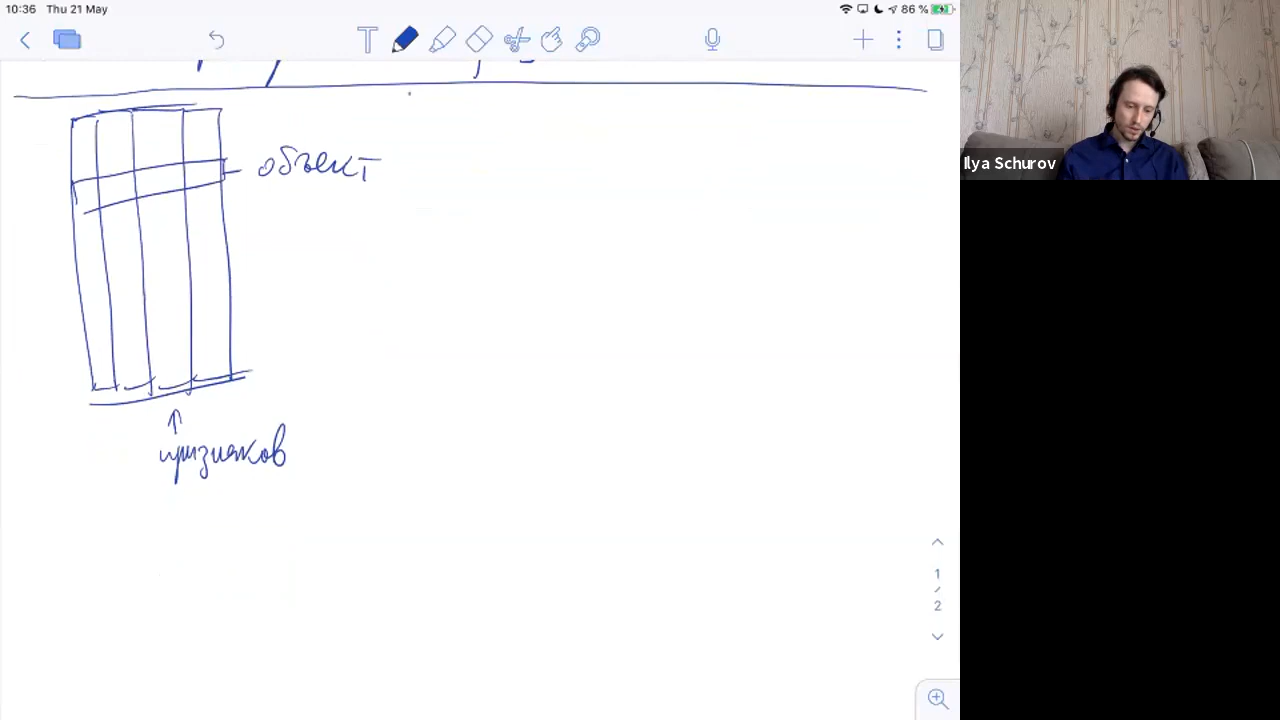 10:36 Thu 21 May
86 %
T
объект
Ilya Schurov
признаков
1
2